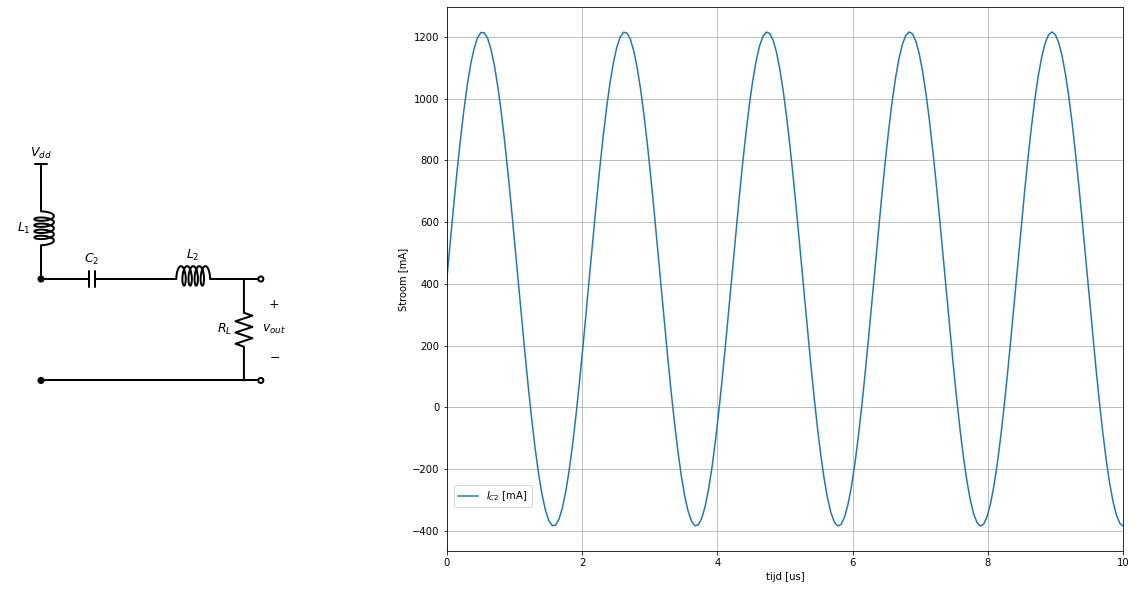 V_dd
L_1
C_2
L_2
R_L
+
v_out
−
Stroom [mA]
1200
1000
800
600
400
200
0
−200
−400
I_C2 [mA]
0 2 4 6 8 10
tijd [us]